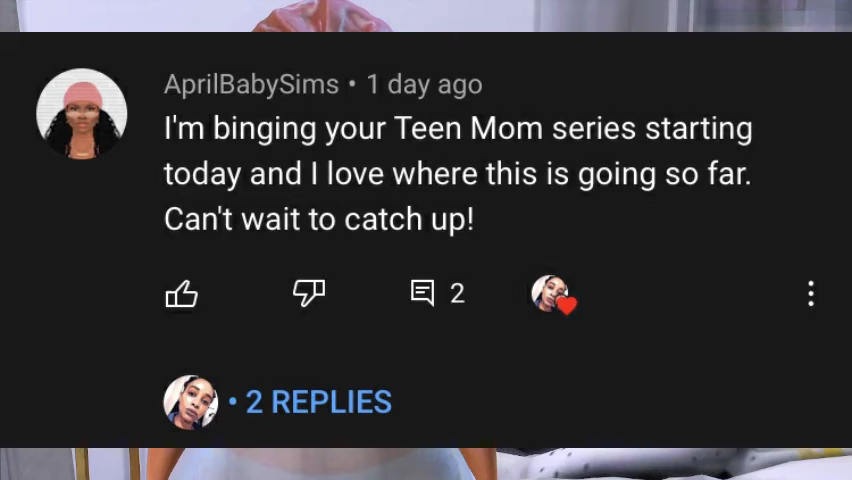 AprilBabySims • 1 day ago
I'm binging your Teen Mom series starting
today and I love where this is going so far.
Can't wait to catch up!
2
• 2 REPLIES